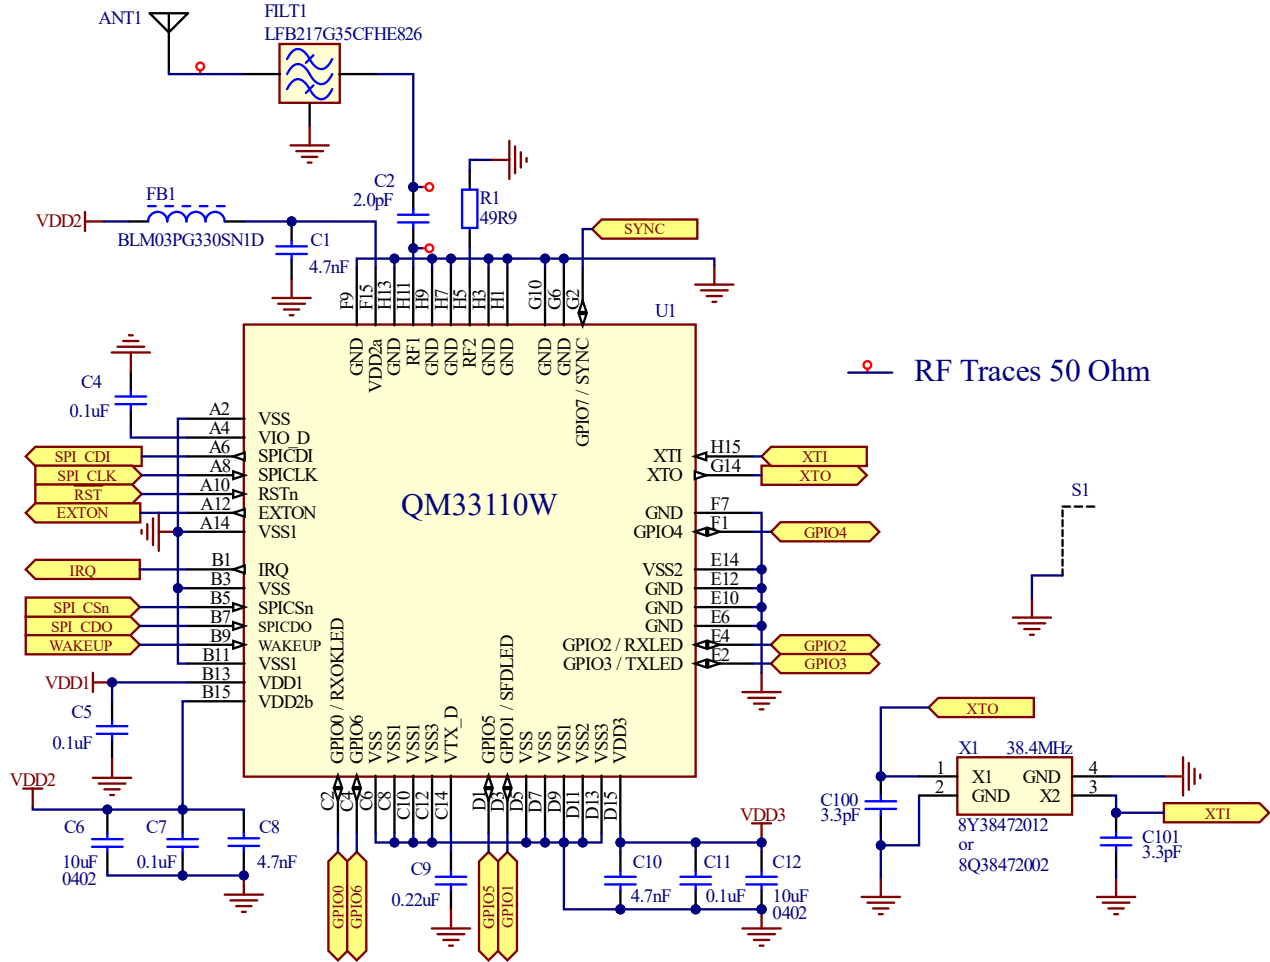 ANT1
FILT1
LFB217G35CFHE826
C2
2.0pF
R1
49R9
FB1
VDD2
BLM03PG330SN1D
C1
4.7nF
SYNC
F9
F15
H13
H11
H9
H7
H5
H3
H1
G10
G6
G2
U1
GND
VDD2a
GND
RF1
GND
GND
RF2
GND
GND
GND
GND
GPIO7 / SYNC
RF Traces 50 Ohm
C4
0.1uF
A2
VSS
A4
VIO_D
SPI_CDI
A6
SPICDI
SPI_CLK
A8
SPICLK
RST
A10
RSTn
EXTON
A12
EXTON
A14
VSS1
IRQ
B1
IRQ
B3
VSS
SPI_CSn
B5
SPICSn
SPI_CDO
B7
SPICDO
WAKEUP
B9
WAKEUP
B11
VSS1
VDD1
B13
VDD1
B15
VDD2b
QM33110W
XTI
H15
XTI
XTO
G14
XTO
GND
F7
GPIO4
F1
GPIO4
VSS2
E14
GND
E12
GND
E10
GND
E6
GPIO2 / RXLED
E4
GPIO2
GPIO3 / TXLED
E2
GPIO3
S1
C5
0.1uF
VDD2
C6
10uF
0402
C7
0.1uF
C8
4.7nF
GPIO0 / RXOKLED
GPIO6
VSS
VSS1
VSS1
VSS3
VTX_D
GPIO5
GPIO1 / SFDLED
VSS
VSS
VSS1
VSS2
VSS3
VDD3
C2
C4
C6
C8
C10
C12
C14
D1
D3
D5
D7
D9
D11
D13
D15
GPIO0
GPIO6
C9
0.22uF
GPIO5
GPIO1
VDD3
C10
4.7nF
C11
0.1uF
C12
10uF
0402
XTO
X1
38.4MHz
1
X1
GND
4
2
GND
X2
3
C100
3.3pF
8Y38472012
or
8Q38472002
XTI
C101
3.3pF